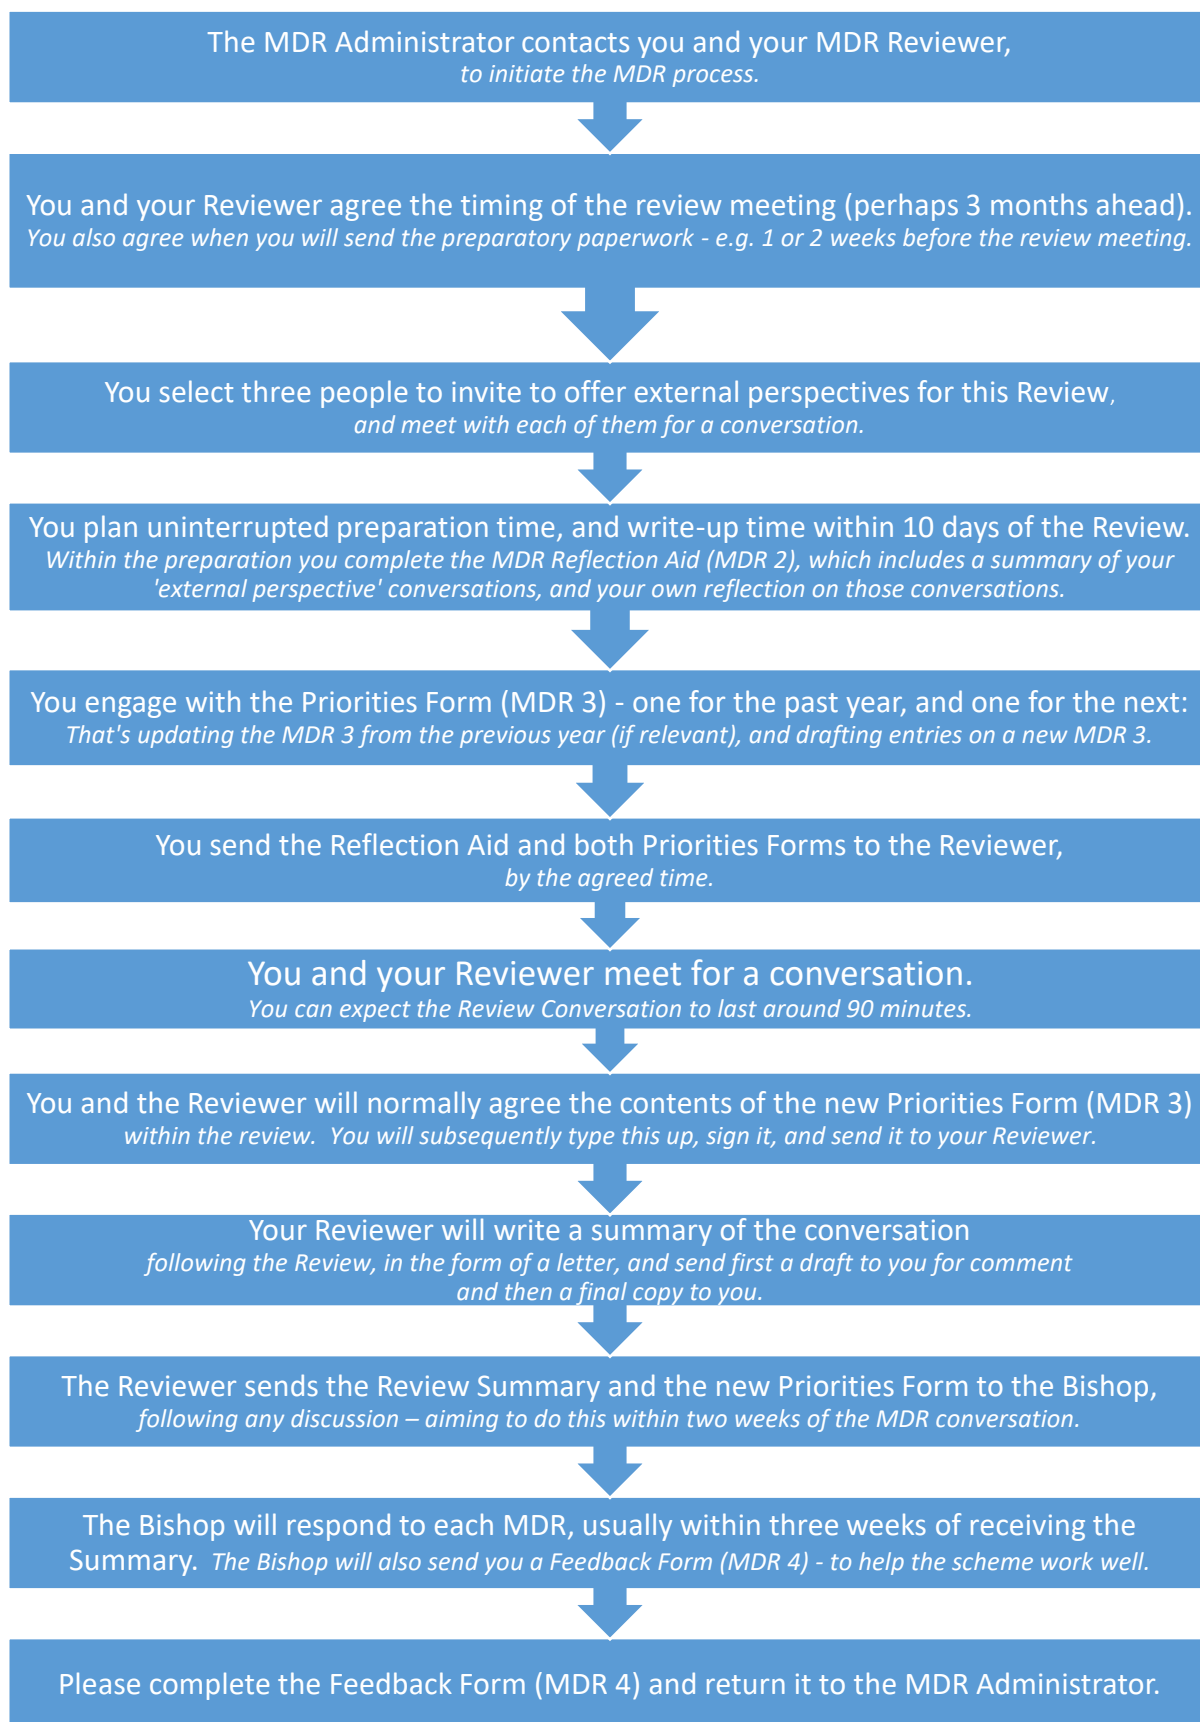 The MDR Administrator contacts you and your MDR Reviewer,
to initiate the MDR process.
You and your Reviewer agree the timing of the review meeting (perhaps 3 months ahead).
You also agree when you will send the preparatory paperwork - e.g. 1 or 2 weeks before the review meeting.
You select three people to invite to offer external perspectives for this Review,
and meet with each of them for a conversation.
You plan uninterrupted preparation time, and write-up time within 10 days of the Review.
Within the preparation you complete the MDR Reflection Aid (MDR 2), which includes a summary of your
'external perspective' conversations, and your own reflection on those conversations.
You engage with the Priorities Form (MDR 3) - one for the past year, and one for the next:
That's updating the MDR 3 from the previous year (if relevant), and drafting entries on a new MDR 3.
You send the Reflection Aid and both Priorities Forms to the Reviewer,
by the agreed time.
You and your Reviewer meet for a conversation.
You can expect the Review Conversation to last around 90 minutes.
You and the Reviewer will normally agree the contents of the new Priorities Form (MDR 3)
within the review. You will subsequently type this up, sign it, and send it to your Reviewer.
Your Reviewer will write a summary of the conversation
following the Review, in the form of a letter, and send first a draft to you for comment
and then a final copy to you.
The Reviewer sends the Review Summary and the new Priorities Form to the Bishop,
following any discussion – aiming to do this within two weeks of the MDR conversation.
The Bishop will respond to each MDR, usually within three weeks of receiving the
Summary. The Bishop will also send you a Feedback Form (MDR 4) - to help the scheme work well.
Please complete the Feedback Form (MDR 4) and return it to the MDR Administrator.